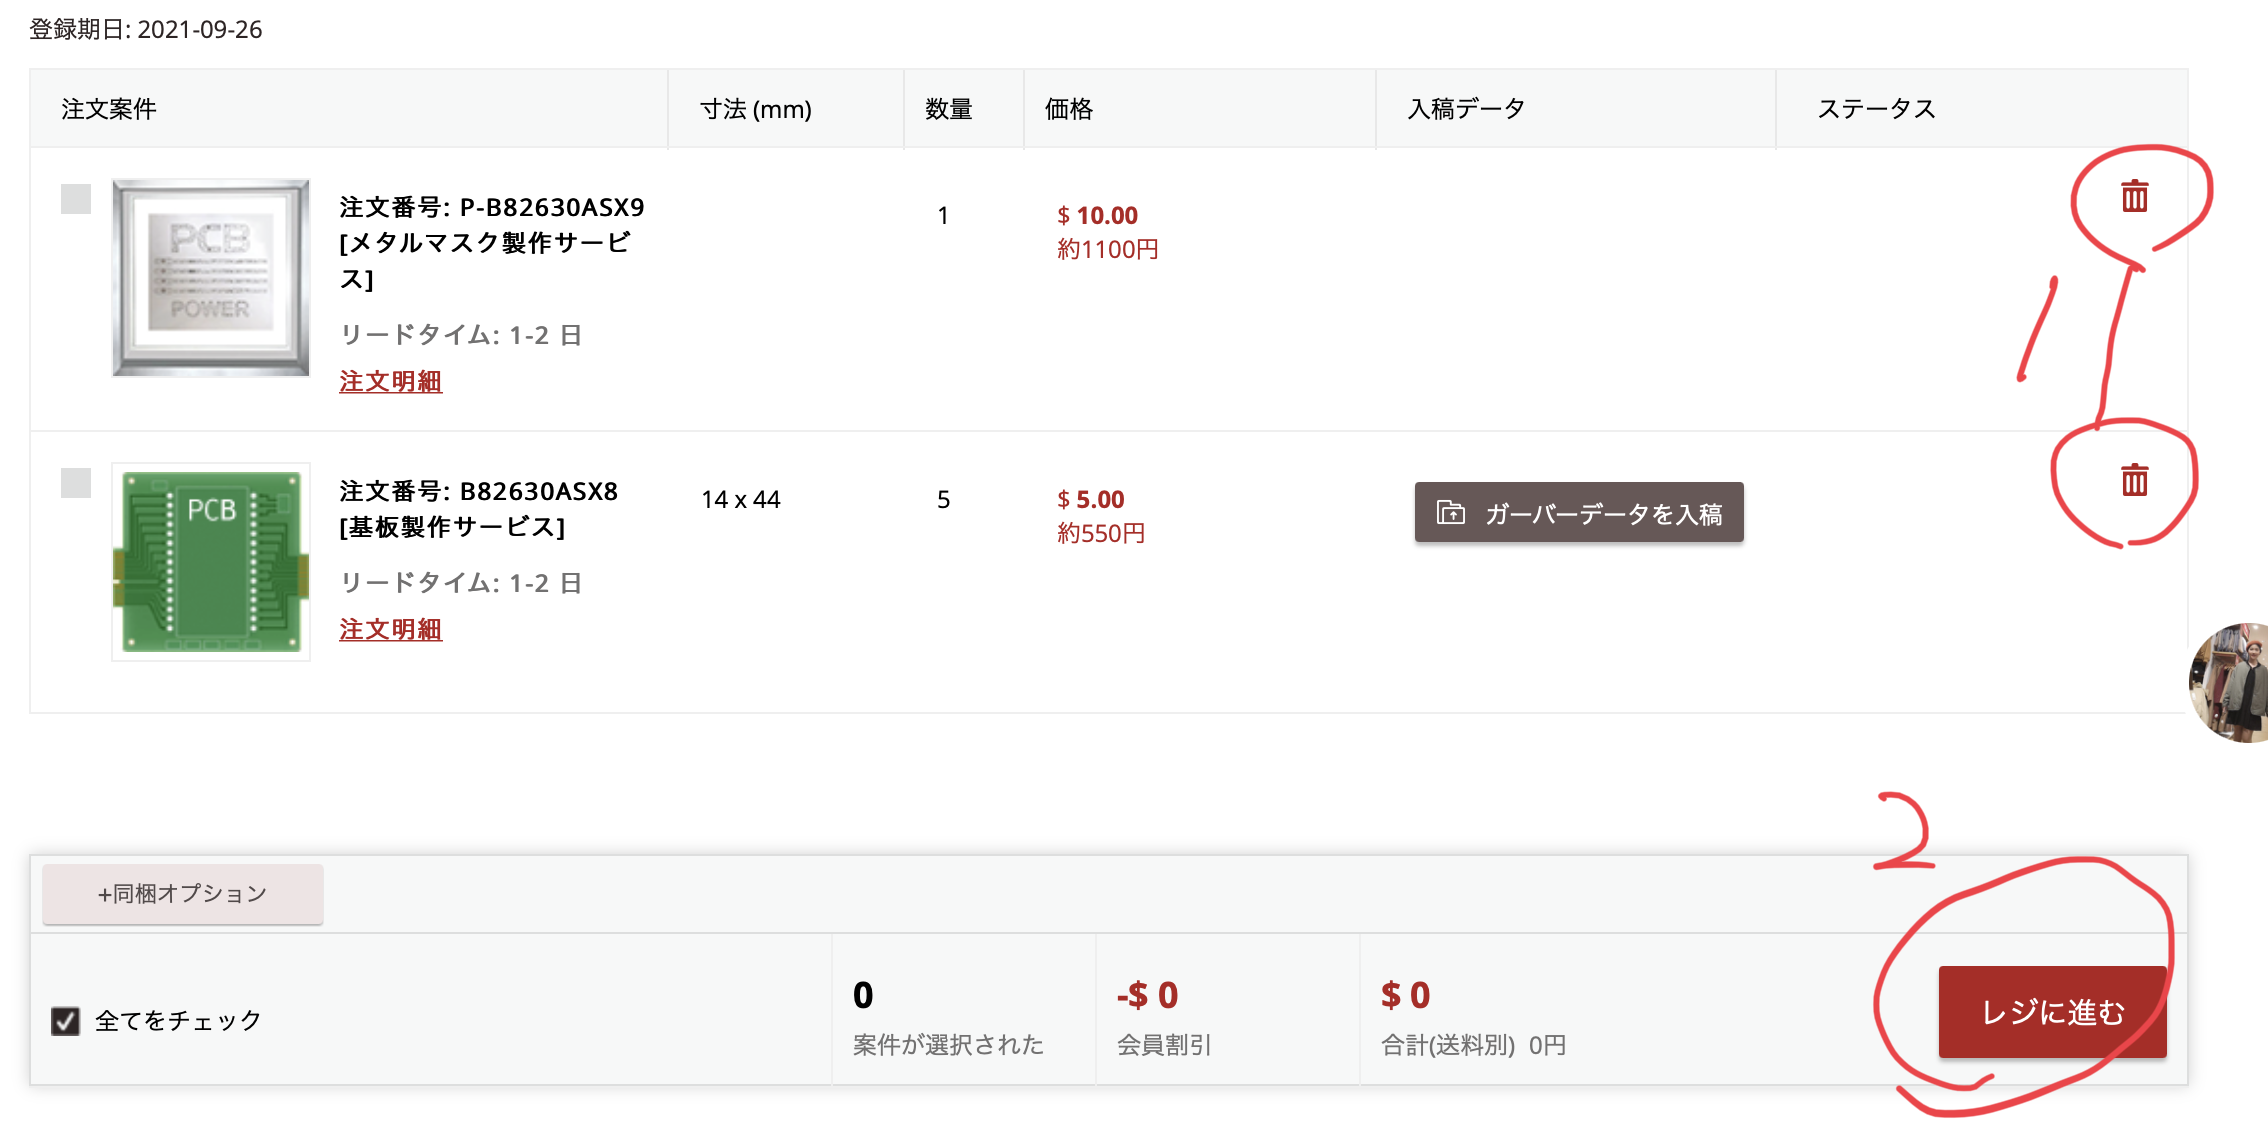 登録期日: 2021-09-26
注文案件 寸法 (mm) 数量 価格 入稿データ ステータス
PCB
POWER
注文番号: P-B82630ASX9
[メタルマスク製作サービ
ス]
リードタイム: 1-2 日
注文明細
1
$ 10.00
約1100円
1
PCB
注文番号: B82630ASX8
[基板製作サービス]
リードタイム: 1-2 日
注文明細
14 x 44
5
$ 5.00
約550円
ガーバーデータを入稿
2
+同梱オプション
全てをチェック
0
案件が選択された
-$ 0
会員割引
$ 0
合計(送料別) 0円
レジに進む